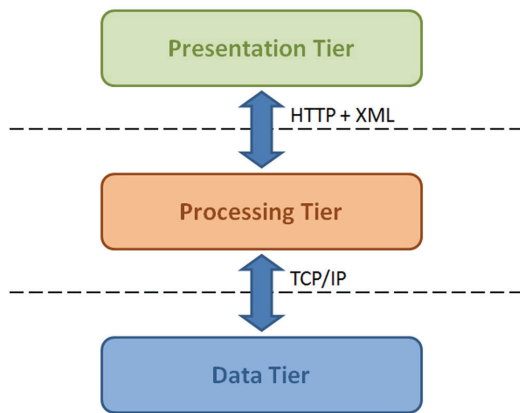 Presentation Tier
HTTP + XML
Processing Tier
TCP/IP
Data Tier